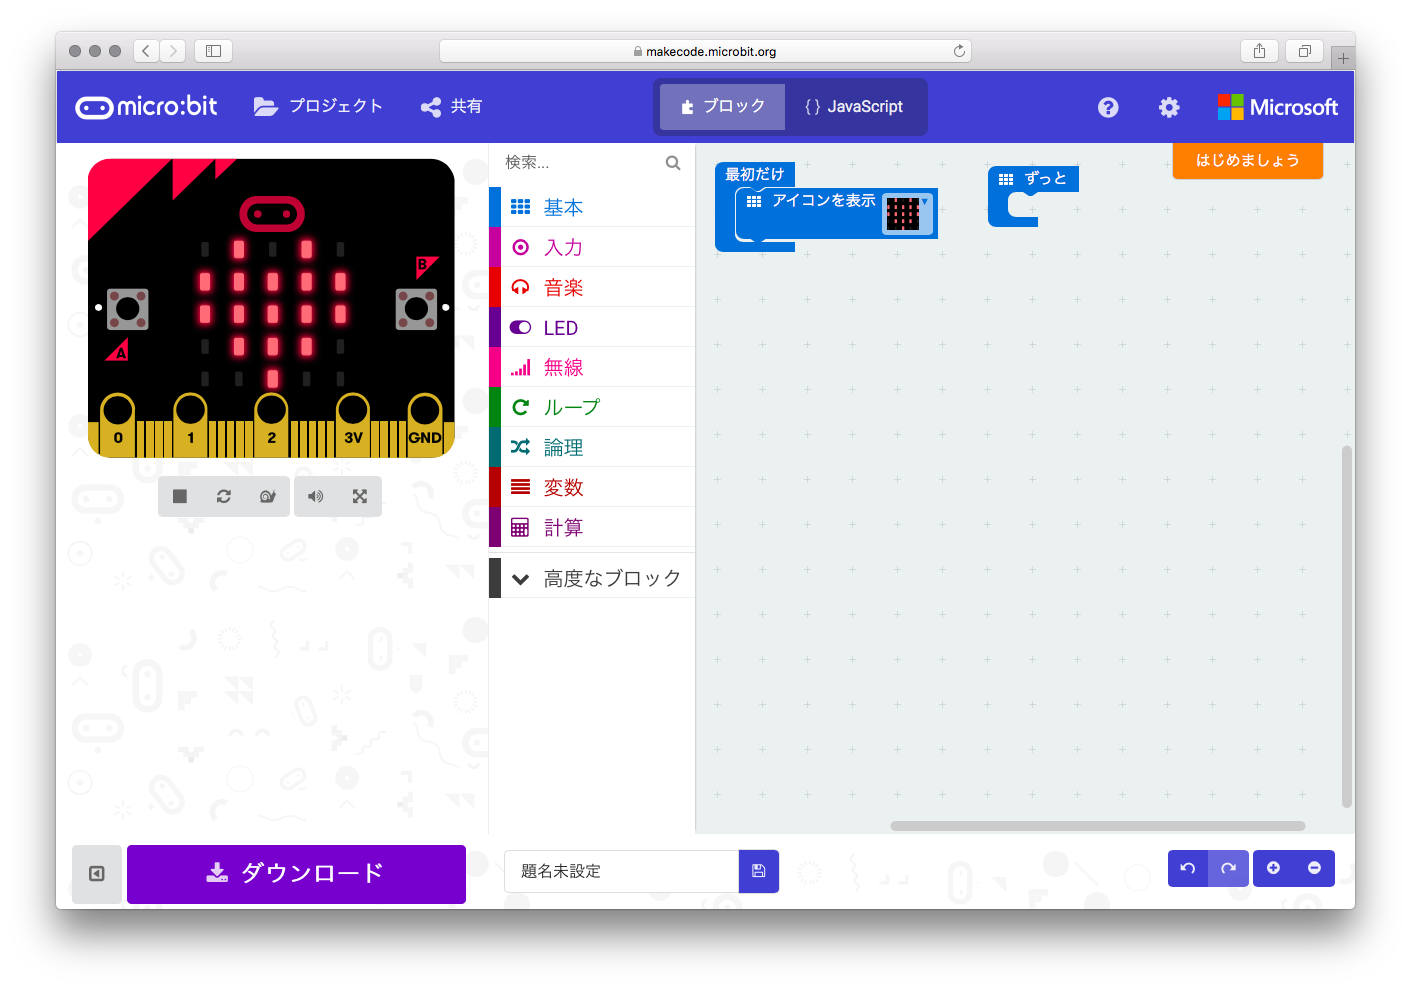 makecode.microbit.org
micro:bit
プロジェクト
共有
ブロック
{ } JavaScript
Microsoft
検索...
はじめましょう
基本
入力
音楽
LED
無線
ループ
論理
変数
計算
高度なブロック
最初だけ
アイコンを表示
ずっと
A
B
0
1
2
3V
GND
ダウンロード
題名未設定